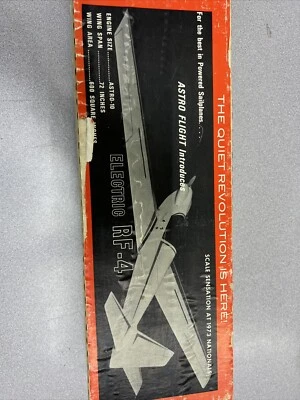 THE QUIET REVOLUTION IS HERE!
For the best in Powered Sailplanes. . . .
ASTRO FLIGHT Introduces
SCALE SENSATION AT 1973 NATIONALS
ELECTRIC RF-4
ENGINE SIZE.........ASTRO-10
WING SPAN.........72 INCHES
WING AREA.........600 SQUARE INCHES